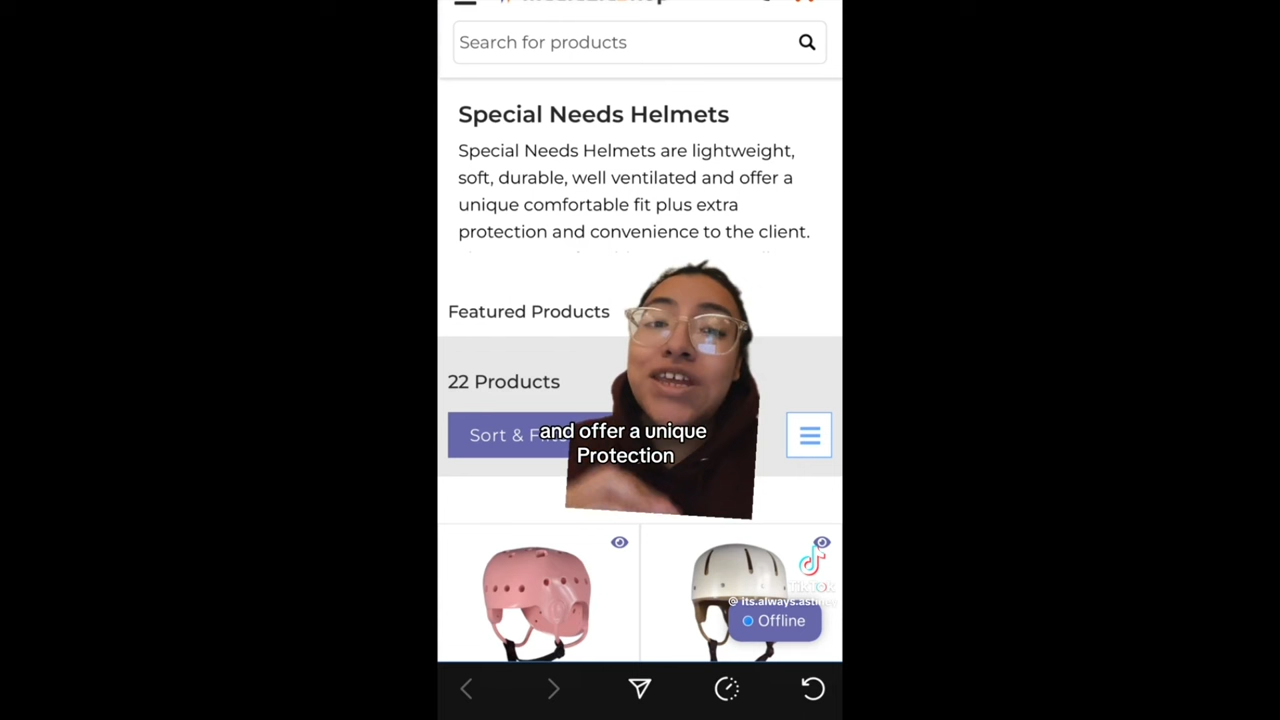 Search for products
Special Needs Helmets
Special Needs Helmets are lightweight,
soft, durable, well ventilated and offer a
unique comfortable fit plus extra
protection and convenience to the client.
Featured Products
22 Products
Sort &
and offer a unique
Protection
TikTok
Offline